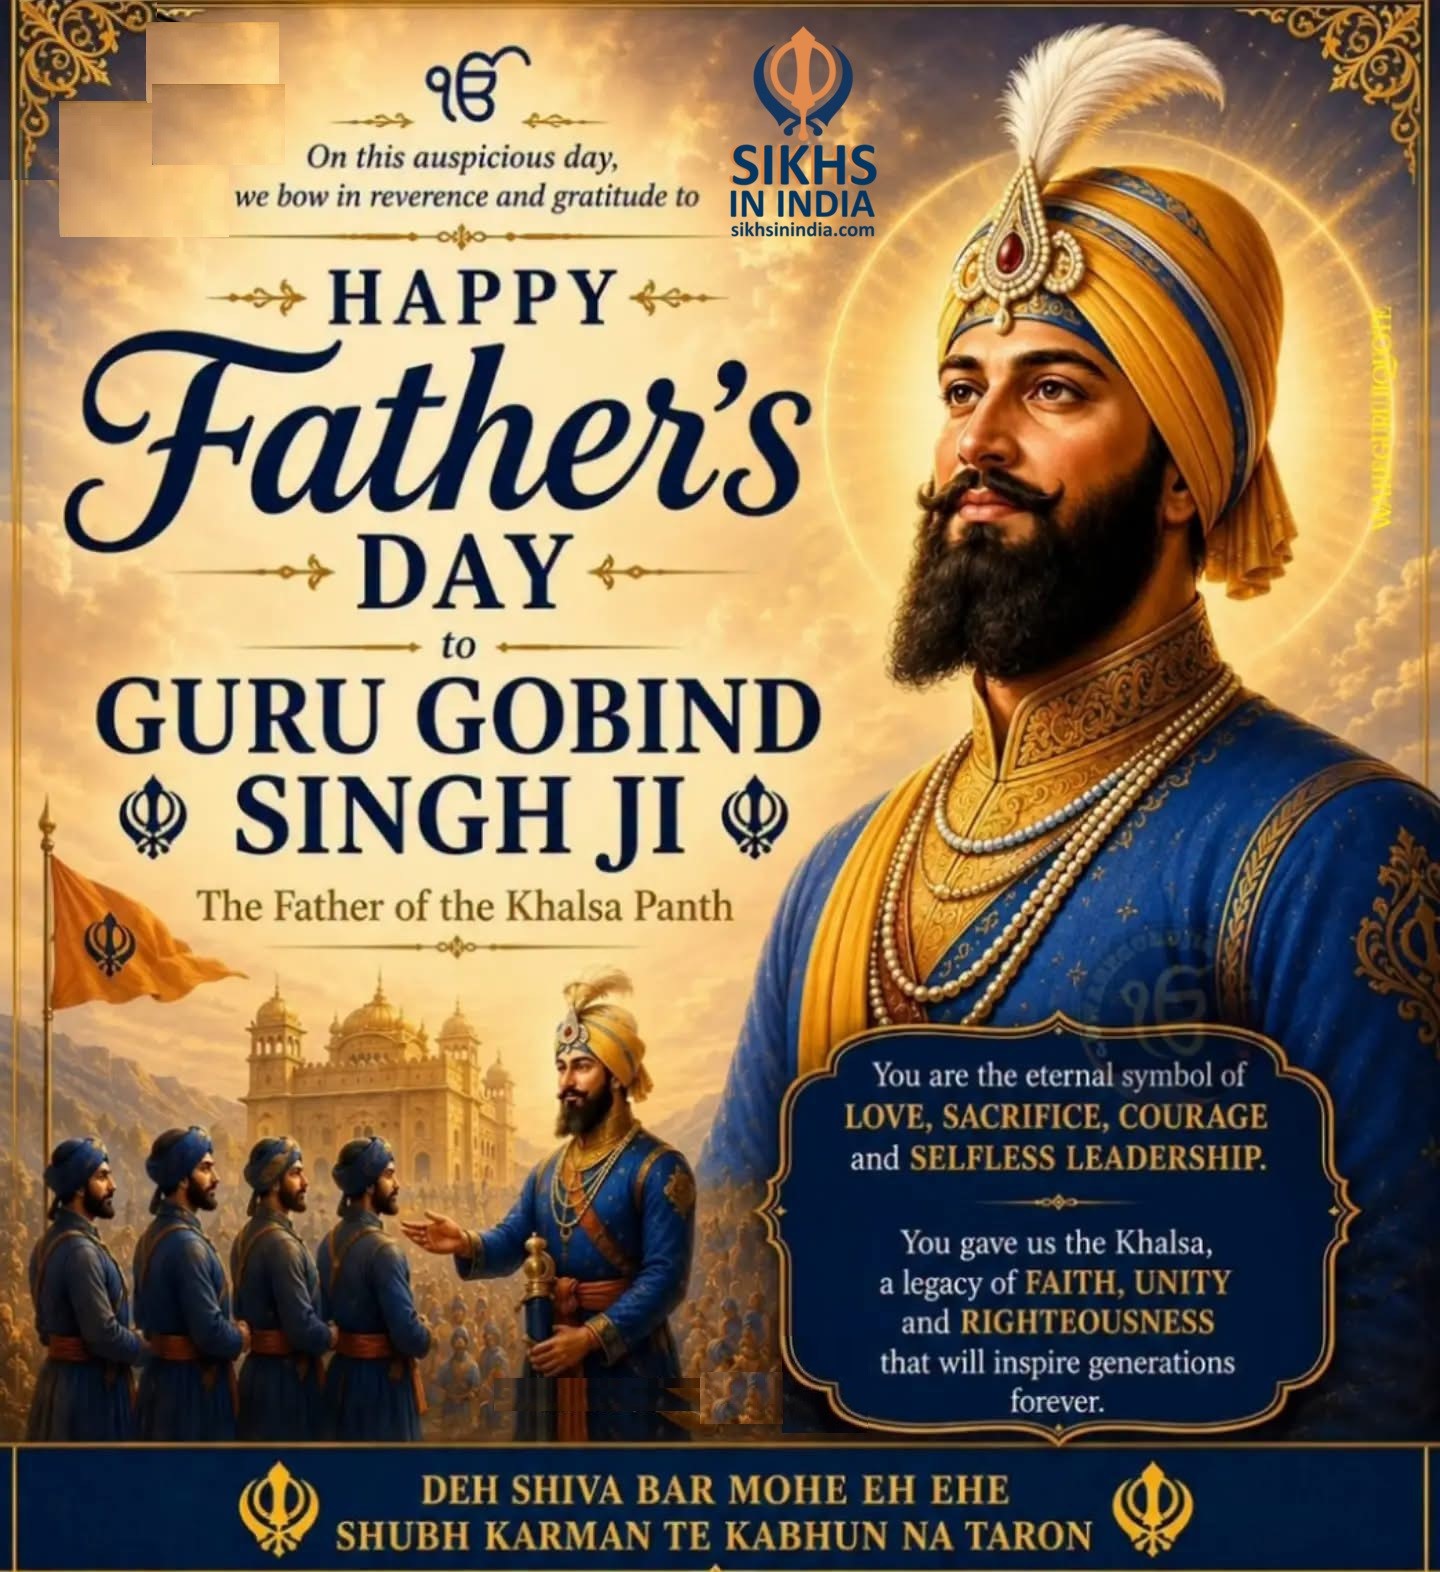 ੴ
On this auspicious day,
we bow in reverence and gratitude to
SIKHS
IN INDIA
sikhsinindia.com
HAPPY
Father's
DAY
to
GURU GOBIND
SINGH JI
The Father of the Khalsa Panth
WAHEGURUJIQUOTE
You are the eternal symbol of
LOVE, SACRIFICE, COURAGE
and SELFLESS LEADERSHIP.
You gave us the Khalsa,
a legacy of FAITH, UNITY
and RIGHTEOUSNESS
that will inspire generations
forever.
DEH SHIVA BAR MOHE EH EHE
SHUBH KARMAN TE KABHUN NA TARON